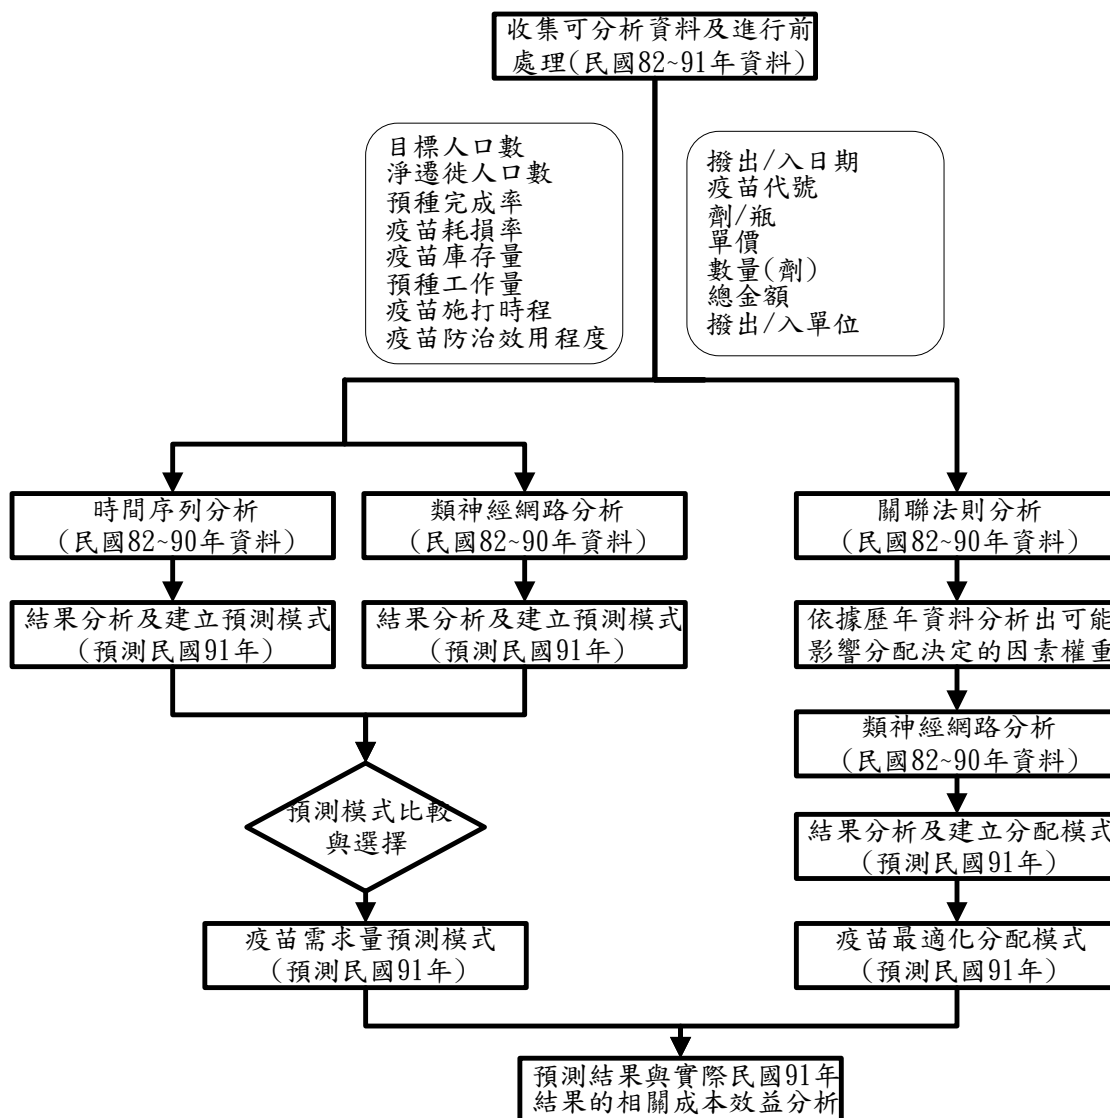 收集可分析資料及進行前
處理(民國82~91年資料)
目標人口數
淨遷徙人口數
預種完成率
疫苗耗損率
疫苗庫存量
預種工作量
疫苗施打時程
疫苗防治效用程度
撥出/入日期
疫苗代號
劑/瓶
單價
數量(劑)
總金額
撥出/入單位
時間序列分析
(民國82~90年資料)
類神經網路分析
(民國82~90年資料)
關聯法則分析
(民國82~90年資料)
結果分析及建立預測模式
(預測民國91年)
結果分析及建立預測模式
(預測民國91年)
依據歷年資料分析出可能
影響分配決定的因素權重
類神經網路分析
(民國82~90年資料)
預測模式比較
與選擇
結果分析及建立分配模式
(預測民國91年)
疫苗需求量預測模式
(預測民國91年)
疫苗最適化分配模式
(預測民國91年)
預測結果與實際民國91年
結果的相關成本效益分析